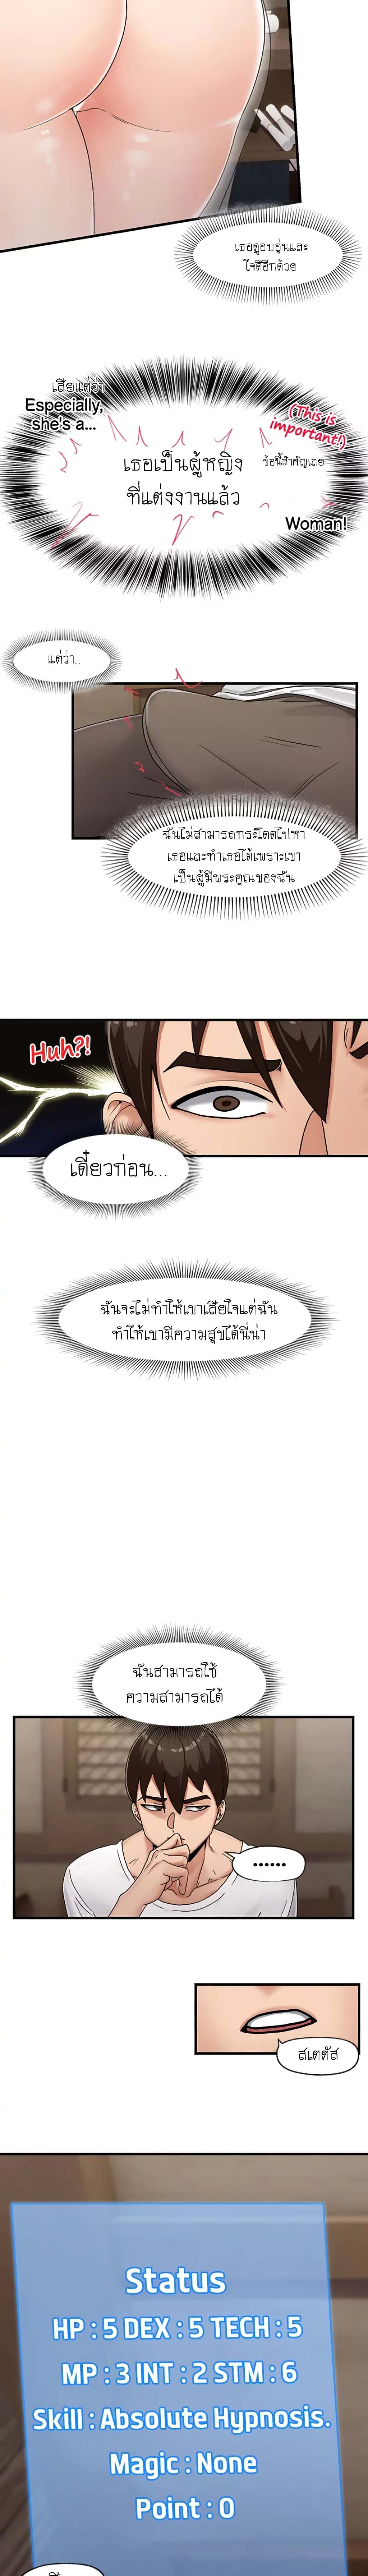 เธอดูอบอุ่นและ
ใจดีอีกด้วย
เสียแต่ว่า
Especially,
she's a...
(This is
important!)
เธอเป็นผู้หญิง
ที่แต่งงานแล้ว
ข้อนี้สำคัญเลย
Woman!
แต่ว่า..
ฉันไม่สามารถกระโดดไปหา
เธอและทำเธอได้เพราะเขา
เป็นผู้มีพระคุณของฉัน
Huh?!
เดี๋ยวก่อน...
ฉันจะไม่ทำให้เขาเสียใจแต่ฉัน
ทำให้เขามีความสุขได้นี่น่า
ฉันสามารถใช้
ความสามารถได้
......
สเตตัส
Status
HP : 5 DEX : 5 TECH : 5
MP : 3 INT : 2 STM : 6
Skill : Absolute Hypnosis.
Magic : None
Point : 0